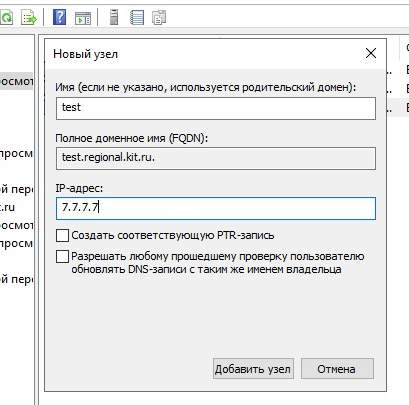 Новый узел
Имя (если не указано, используется родительский домен):
test
Полное доменное имя (FQDN):
test.regional.kit.ru.
IP-адрес:
7.7.7.7
Создать соответствующую PTR-запись
Разрешать любому прошедшему проверку пользователю
обновлять DNS-записи с таким же именем владельца
Добавить узел
Отмена